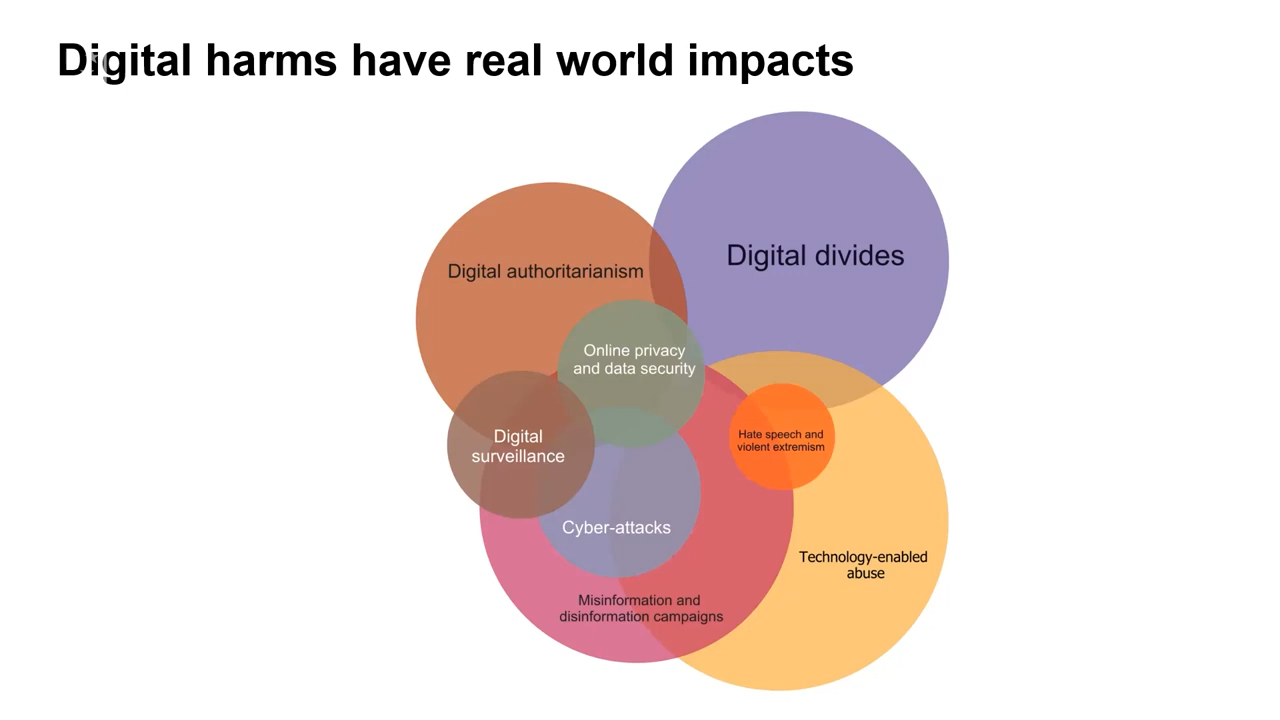 Digital harms have real world impacts
Digital divides
Digital authoritarianism
Online privacy
and data security
Digital
surveillance
Hate speech and
violent extremism
Cyber-attacks
Technology-enabled
abuse
Misinformation and
disinformation campaigns